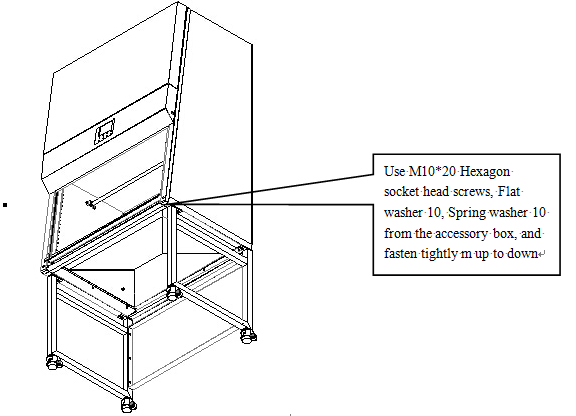 Use M10*20 Hexagon
socket head screws, Flat
washer 10, Spring washer 10
from the accessory box, and
fasten tightly m up to down